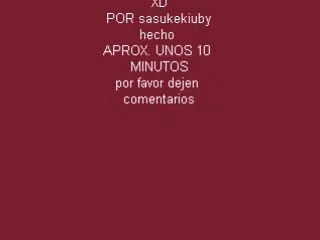 XD
POR sasukekiuby
hecho
APROX. UNOS 10
MINUTOS
por favor dejen
comentarios